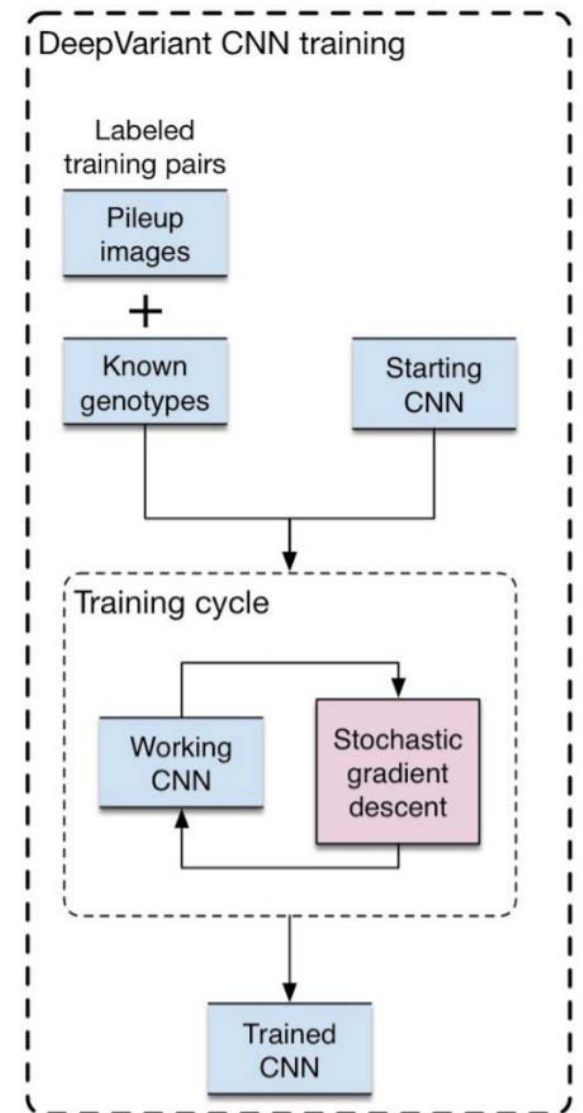 DeepVariant CNN training
Labeled
training pairs
Pileup
images
+
Known
genotypes
Starting
CNN
Training cycle
Working
CNN
Stochastic
gradient
descent
Trained
CNN